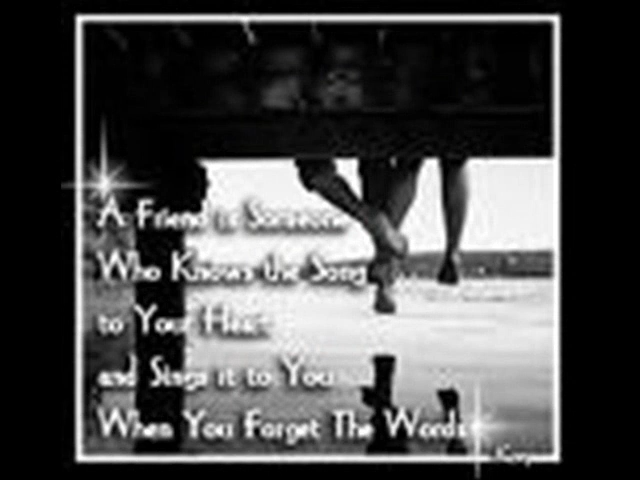 A Friend is Someone
Who Knows the Song
to Your Heart
and Sings it to You
When You Forget The Words